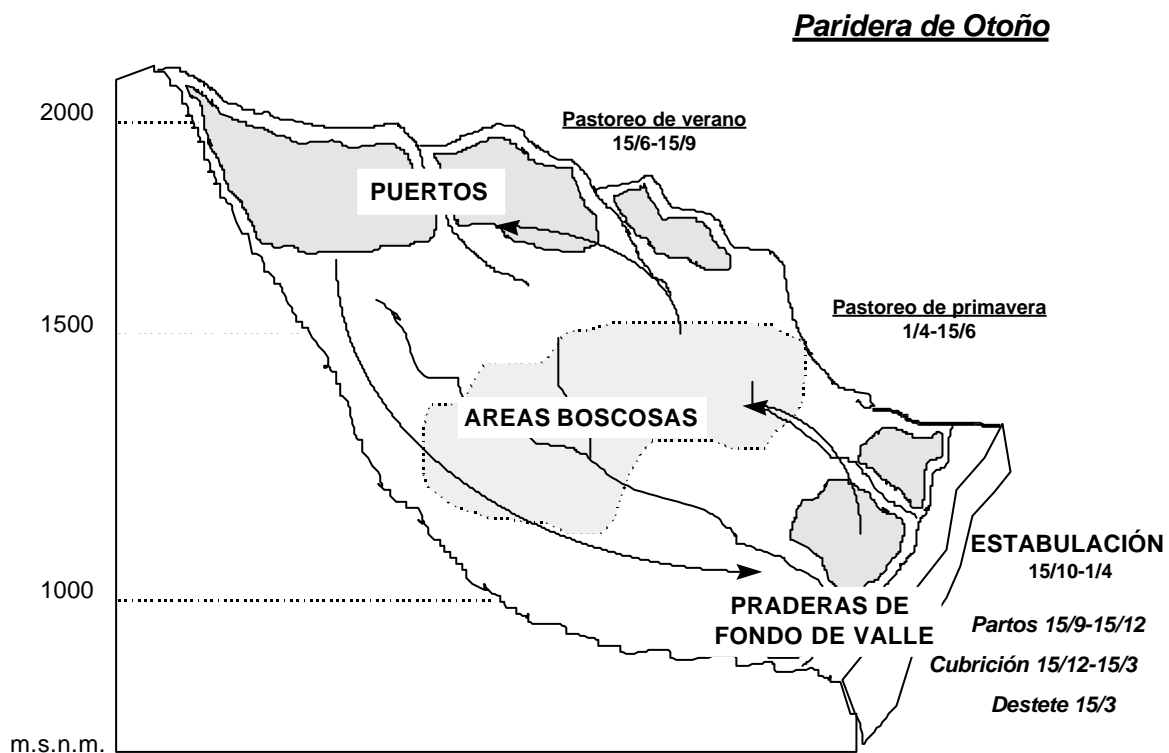 Paridera de Otoño
2000
Pastoreo de verano
15/6-15/9
PUERTOS
1500
Pastoreo de primavera
1/4-15/6
AREAS BOSCOSAS
ESTABULACIÓN
15/10-1/4
1000
PRADERAS DE
FONDO DE VALLE
Partos 15/9-15/12
Cubrición 15/12-15/3
Destete 15/3
m.s.n.m.